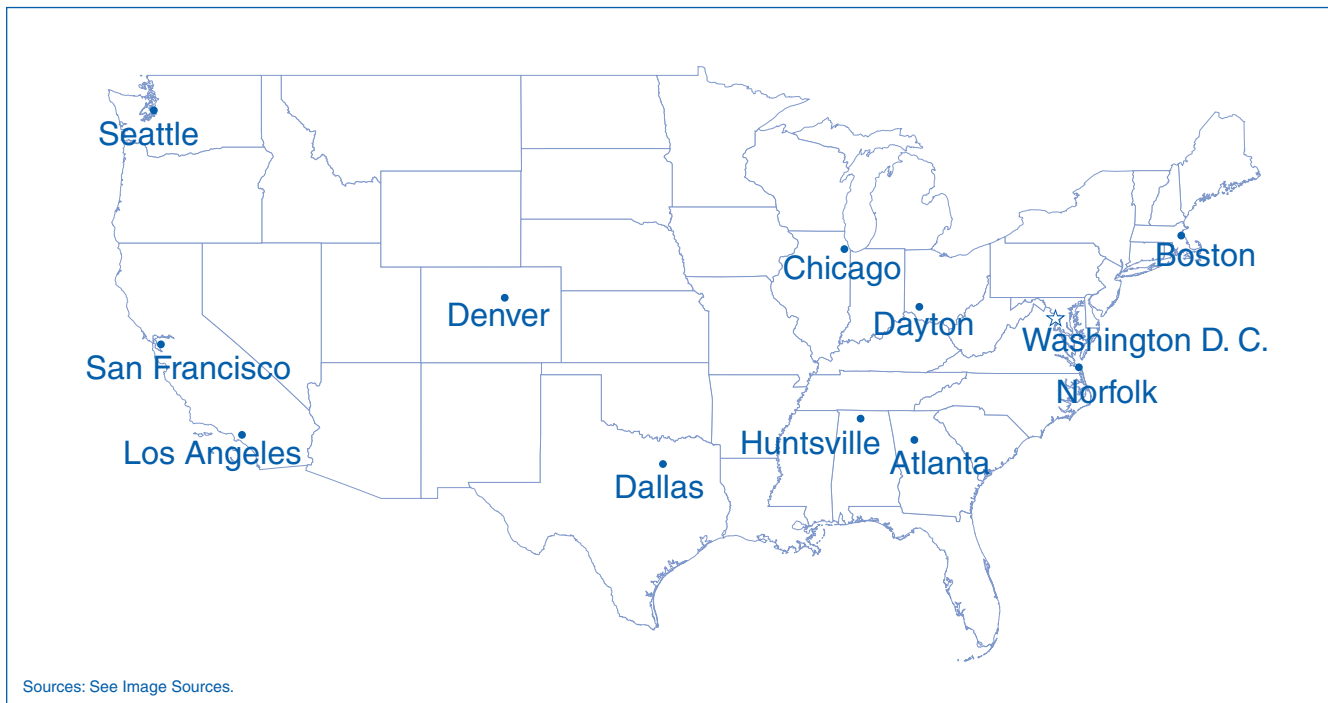 Seattle
Boston
Chicago
Denver
Dayton
Washington D. C.
San Francisco
Norfolk
Huntsville
Los Angeles
Atlanta
Dallas
Sources: See Image Sources.